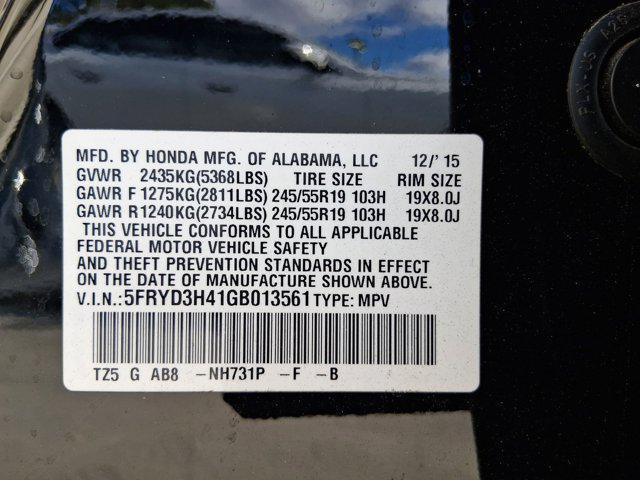 PLX-US A26
MFD. BY HONDA MFG. OF ALABAMA, LLC 12/' 15
GVWR 2435KG(5368LBS) TIRE SIZE RIM SIZE
GAWR F 1275KG(2811LBS) 245/55R19 103H 19X8.0J
GAWR R 1240KG(2734LBS) 245/55R19 103H 19X8.0J
THIS VEHICLE CONFORMS TO ALL APPLICABLE
FEDERAL MOTOR VEHICLE SAFETY
AND THEFT PREVENTION STANDARDS IN EFFECT
ON THE DATE OF MANUFACTURE SHOWN ABOVE.
V.I.N.:5FRYD3H41GB013561 TYPE: MPV
TZ5 G AB8 -NH731P -F -B